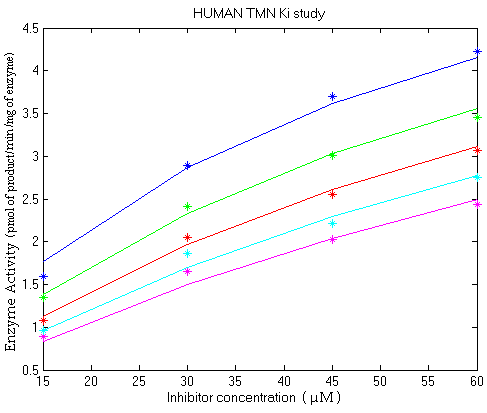 HUMAN TMN Ki study
Enzyme Activity (pmol of product/min/mg of enzyme)
4.5
4
3.5
3
2.5
2
1.5
1
0.5
15 20 25 30 35 40 45 50 55 60
Inhibitor concentration ( µM )